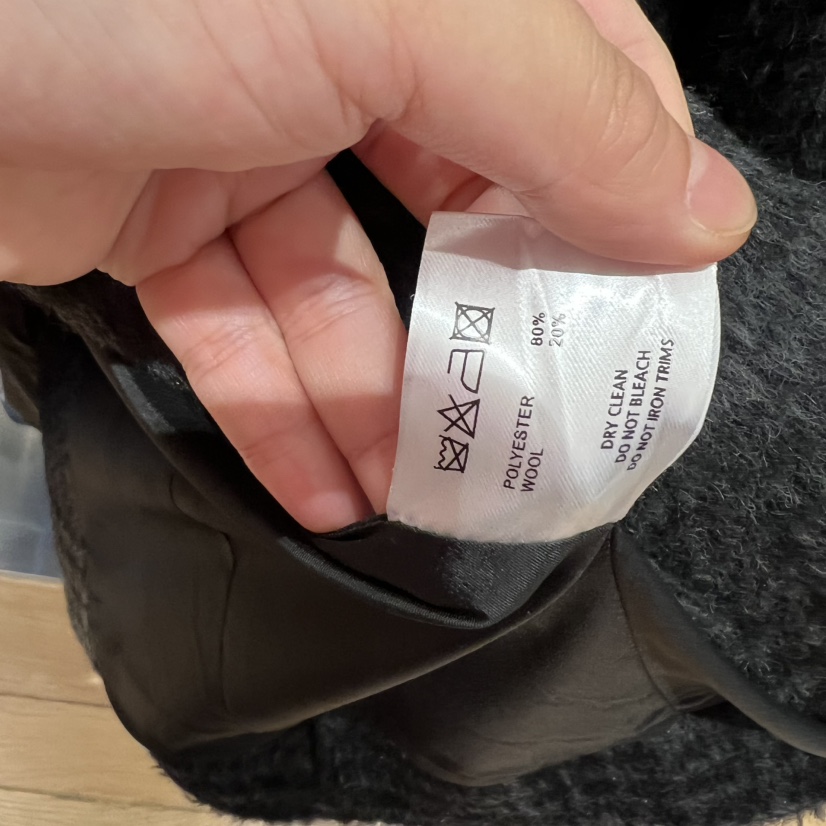 POLYESTER 80%
WOOL 20%
DRY CLEAN
DO NOT BLEACH
DO NOT IRON TRIMS